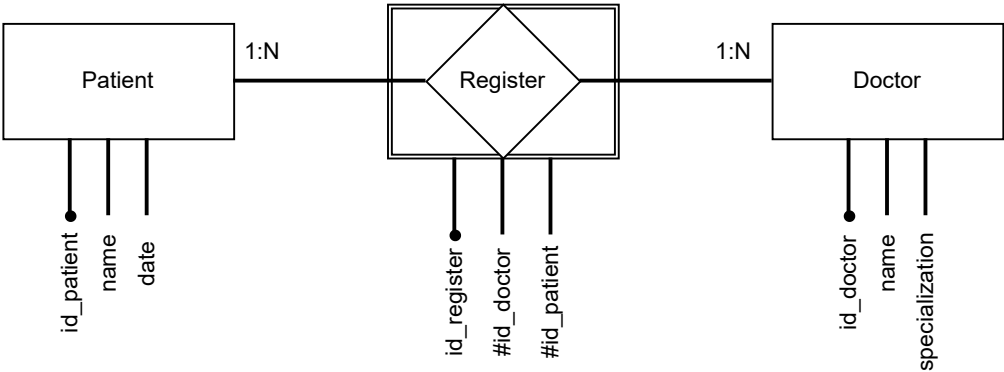 1:N
1:N
Patient
Register
Doctor
id_patient
name
date
id_register
#id_doctor
#id_patient
id_doctor
name
specialization